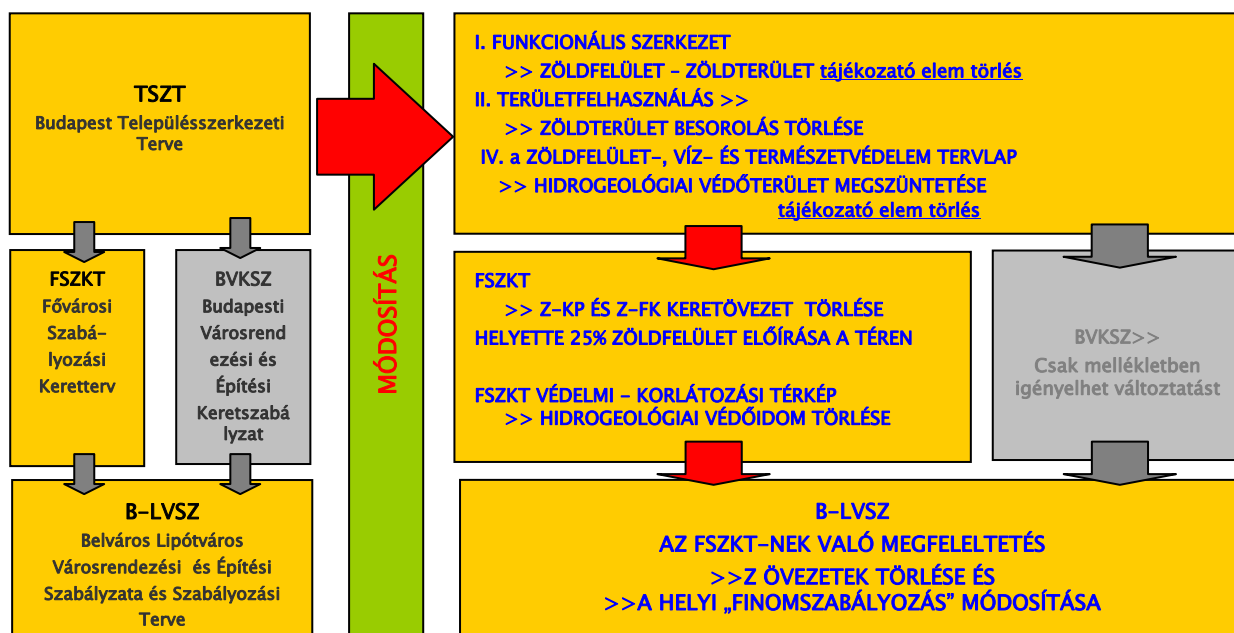 TSZT
Budapest Településszerkezeti
Terve
FSZKT
Fővárosi
Szabá-
lyozási
Keretterv
BVKSZ
Budapesti
Városrend
ezési és
Építési
Keretszabá
lyzat
B-LVSZ
Belváros Lipótváros
Városrendezési és Építési
Szabályzata és Szabályozási
Terve
MÓDOSÍTÁS
I. FUNKCIONÁLIS SZERKEZET
>> ZÖLDFELÜLET – ZÖLDTERÜLET tájékozató elem törlés
II. TERÜLETFELHASZNÁLÁS >>
>> ZÖLDTERÜLET BESOROLÁS TÖRLÉSE
IV. a ZÖLDFELÜLET-, VÍZ- ÉS TERMÉSZETVÉDELEM TERVLAP
>> HIDROGEOLÓGIAI VÉDŐTERÜLET MEGSZÜNTETÉSE
tájékozató elem törlés
FSZKT
>> Z-KP ÉS Z-FK KERETÖVEZET TÖRLÉSE
HELYETTE 25% ZÖLDFELÜLET ELŐÍRÁSA A TÉREN
FSZKT VÉDELMI – KORLÁTOZÁSI TÉRKÉP
>> HIDROGEOLÓGIAI VÉDŐIDOM TÖRLÉSE
BVKSZ>>
Csak mellékletben
igényelhet változtatást
B-LVSZ
AZ FSZKT-NEK VALÓ MEGFELELTETÉS
>>Z ÖVEZETEK TÖRLÉSE ÉS
>>A HELYI „FINOMSZABÁLYOZÁS” MÓDOSÍTÁSA